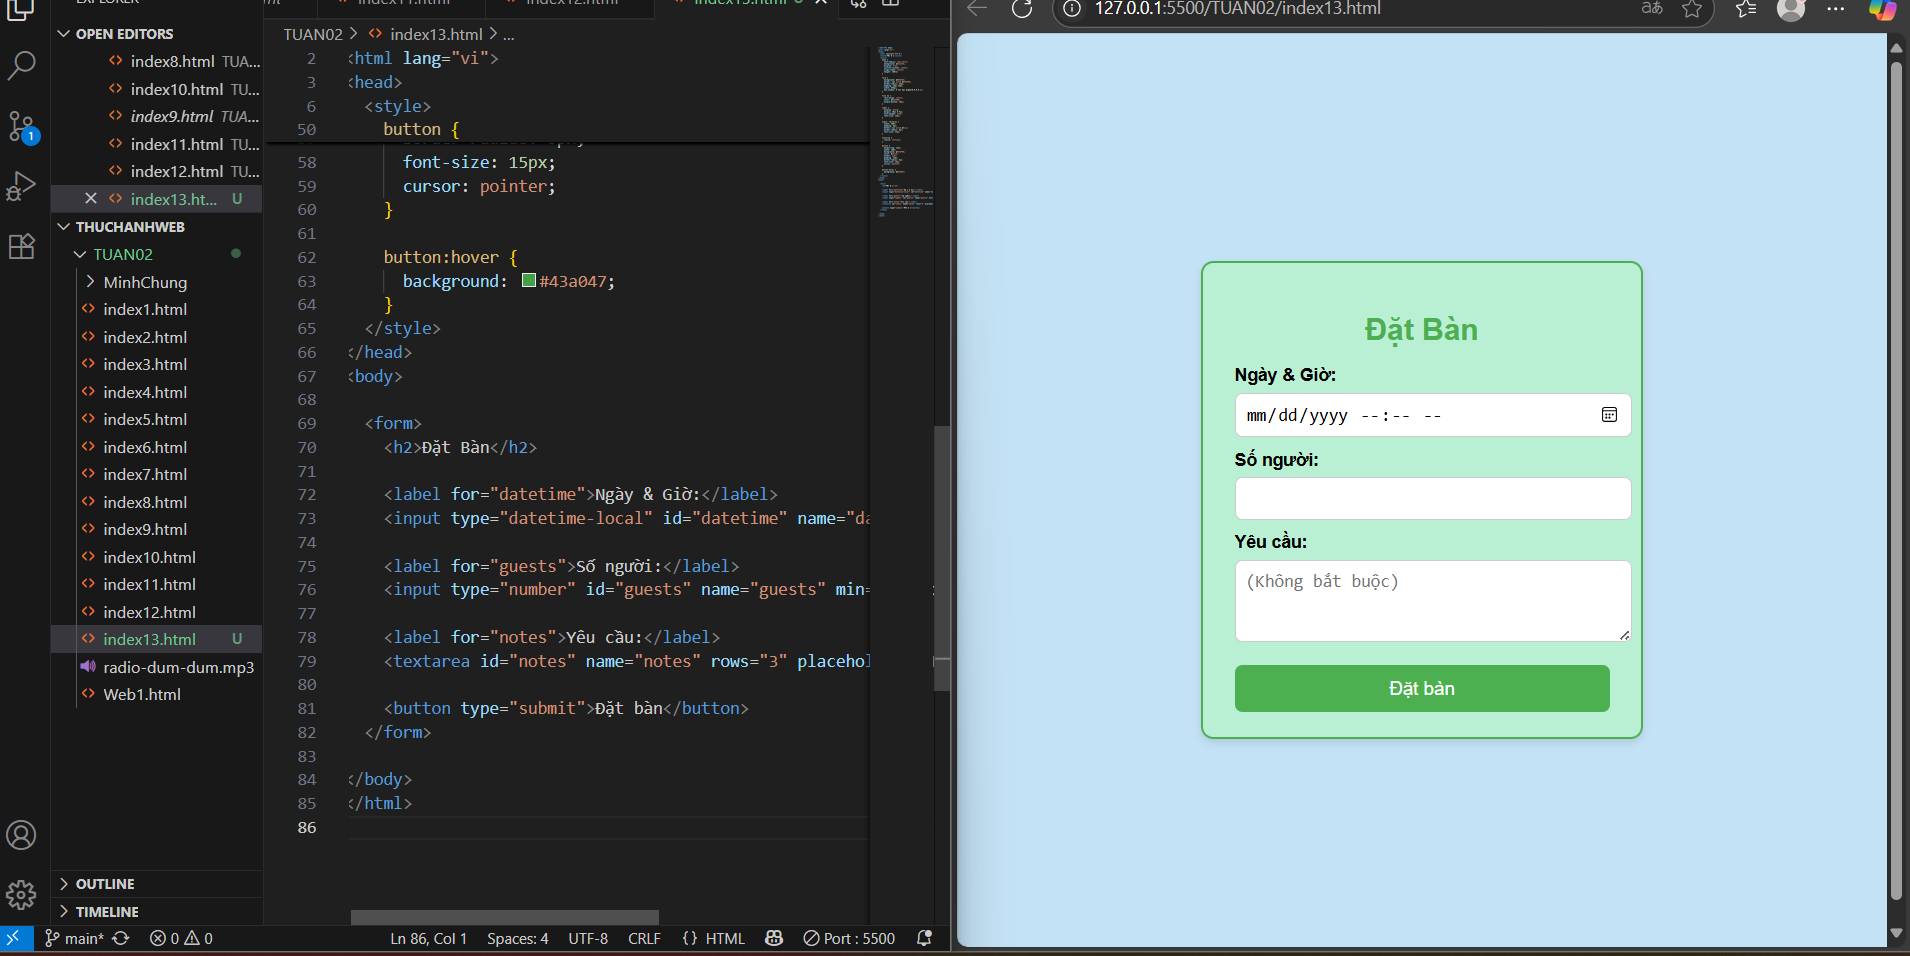 OPEN EDITORS
index8.html TUA...
index10.html TU...
index9.html TUA...
index11.html TU...
index12.html TU...
index13.ht... U
THUCHANHWEB
TUAN02
MinhChung
index1.html
index2.html
index3.html
index4.html
index5.html
index6.html
index7.html
index8.html
index9.html
index10.html
index11.html
index12.html
index13.html U
radio-dum-dum.mp3
Web1.html
OUTLINE
TIMELINE
1
TUAN02 > index13.html > ...
2 <html lang="vi">
3 <head>
6 <style>
50 button {
58 font-size: 15px;
59 cursor: pointer;
60 }
61
62 button:hover {
63 background: #43a047;
64 }
65 </style>
66 </head>
67 <body>
68
69 <form>
70 <h2>Đặt Bàn</h2>
71
72 <label for="datetime">Ngày & Giờ:</label>
73 <input type="datetime-local" id="datetime" name="da
74
75 <label for="guests">Số người:</label>
76 <input type="number" id="guests" name="guests" min=
77
78 <label for="notes">Yêu cầu:</label>
79 <textarea id="notes" name="notes" rows="3" placehol
80
81 <button type="submit">Đặt bàn</button>
82 </form>
83
84 </body>
85 </html>
86
main* 0 0 Ln 86, Col 1 Spaces: 4 UTF-8 CRLF {} HTML Port : 5500
127.0.0.1:5500/TUAN02/index13.html
Đặt Bàn
Ngày & Giờ:
mm/dd/yyyy --:-- --
Số người:
Yêu cầu:
(Không bắt buộc)
Đặt bàn